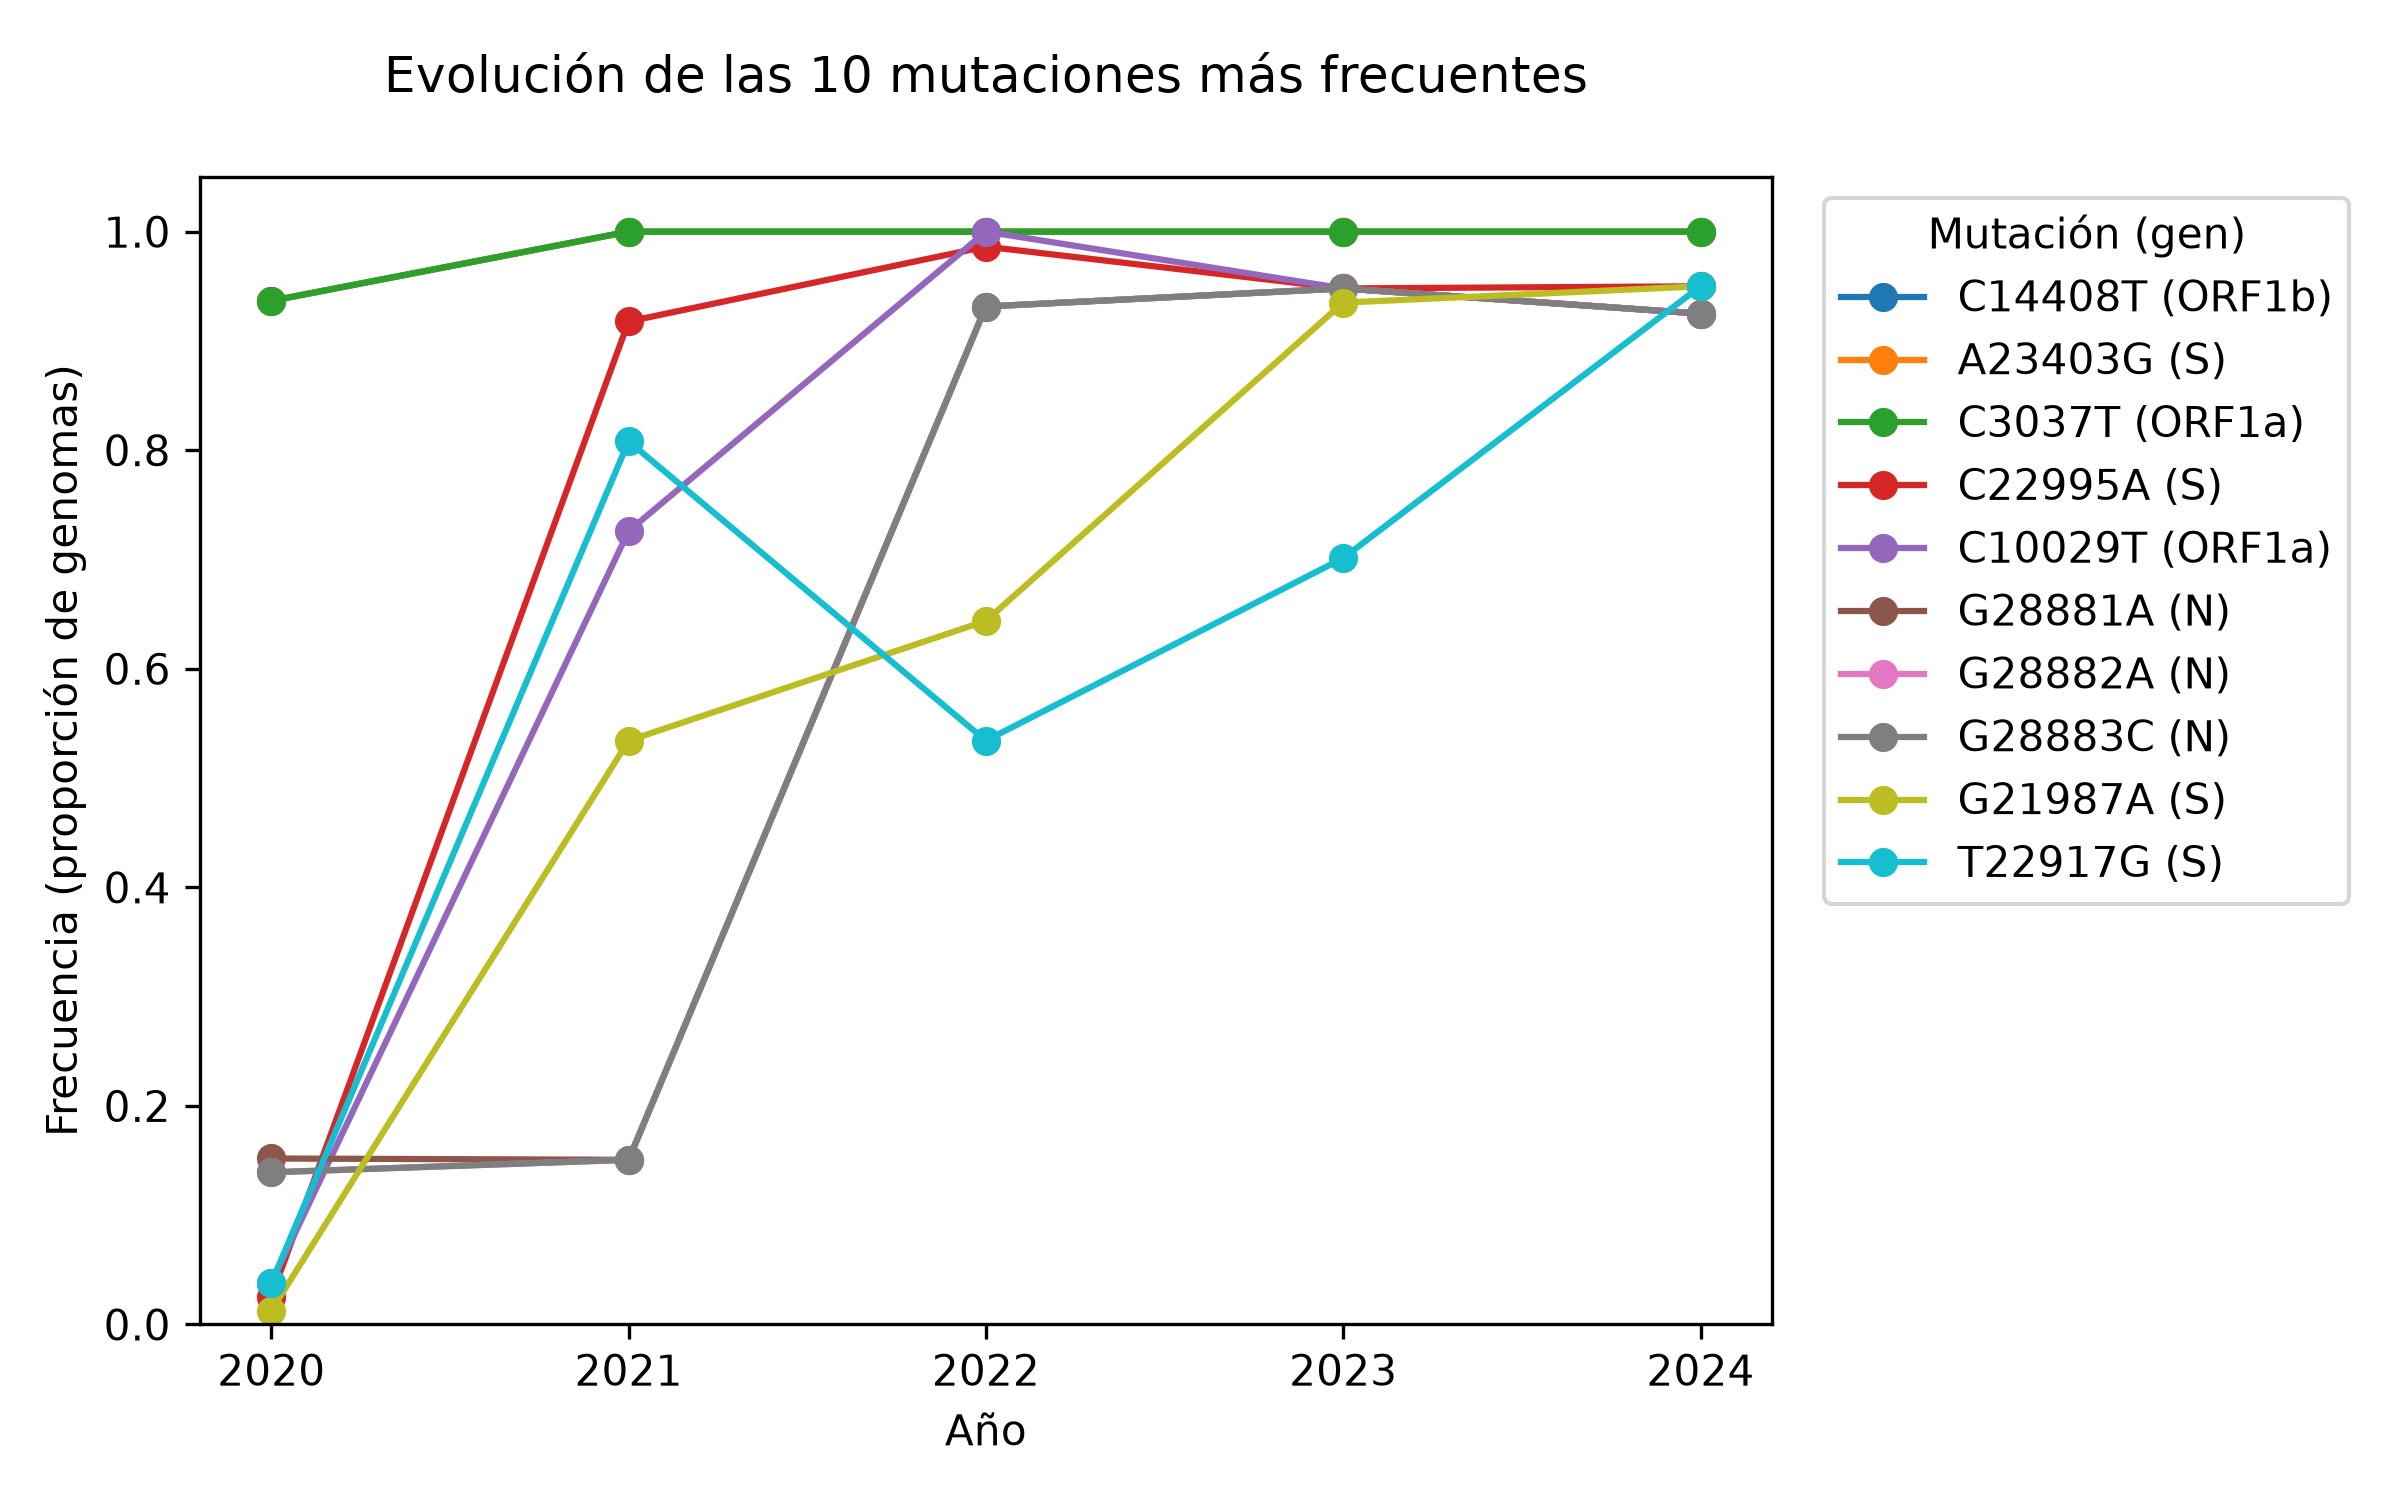 Evolución de las 10 mutaciones más frecuentes
Frecuencia (proporción de genomas)
1.0
0.8
0.6
0.4
0.2
0.0
2020 2021 2022 2023 2024
Año
Mutación (gen)
C14408T (ORF1b)
A23403G (S)
C3037T (ORF1a)
C22995A (S)
C10029T (ORF1a)
G28881A (N)
G28882A (N)
G28883C (N)
G21987A (S)
T22917G (S)